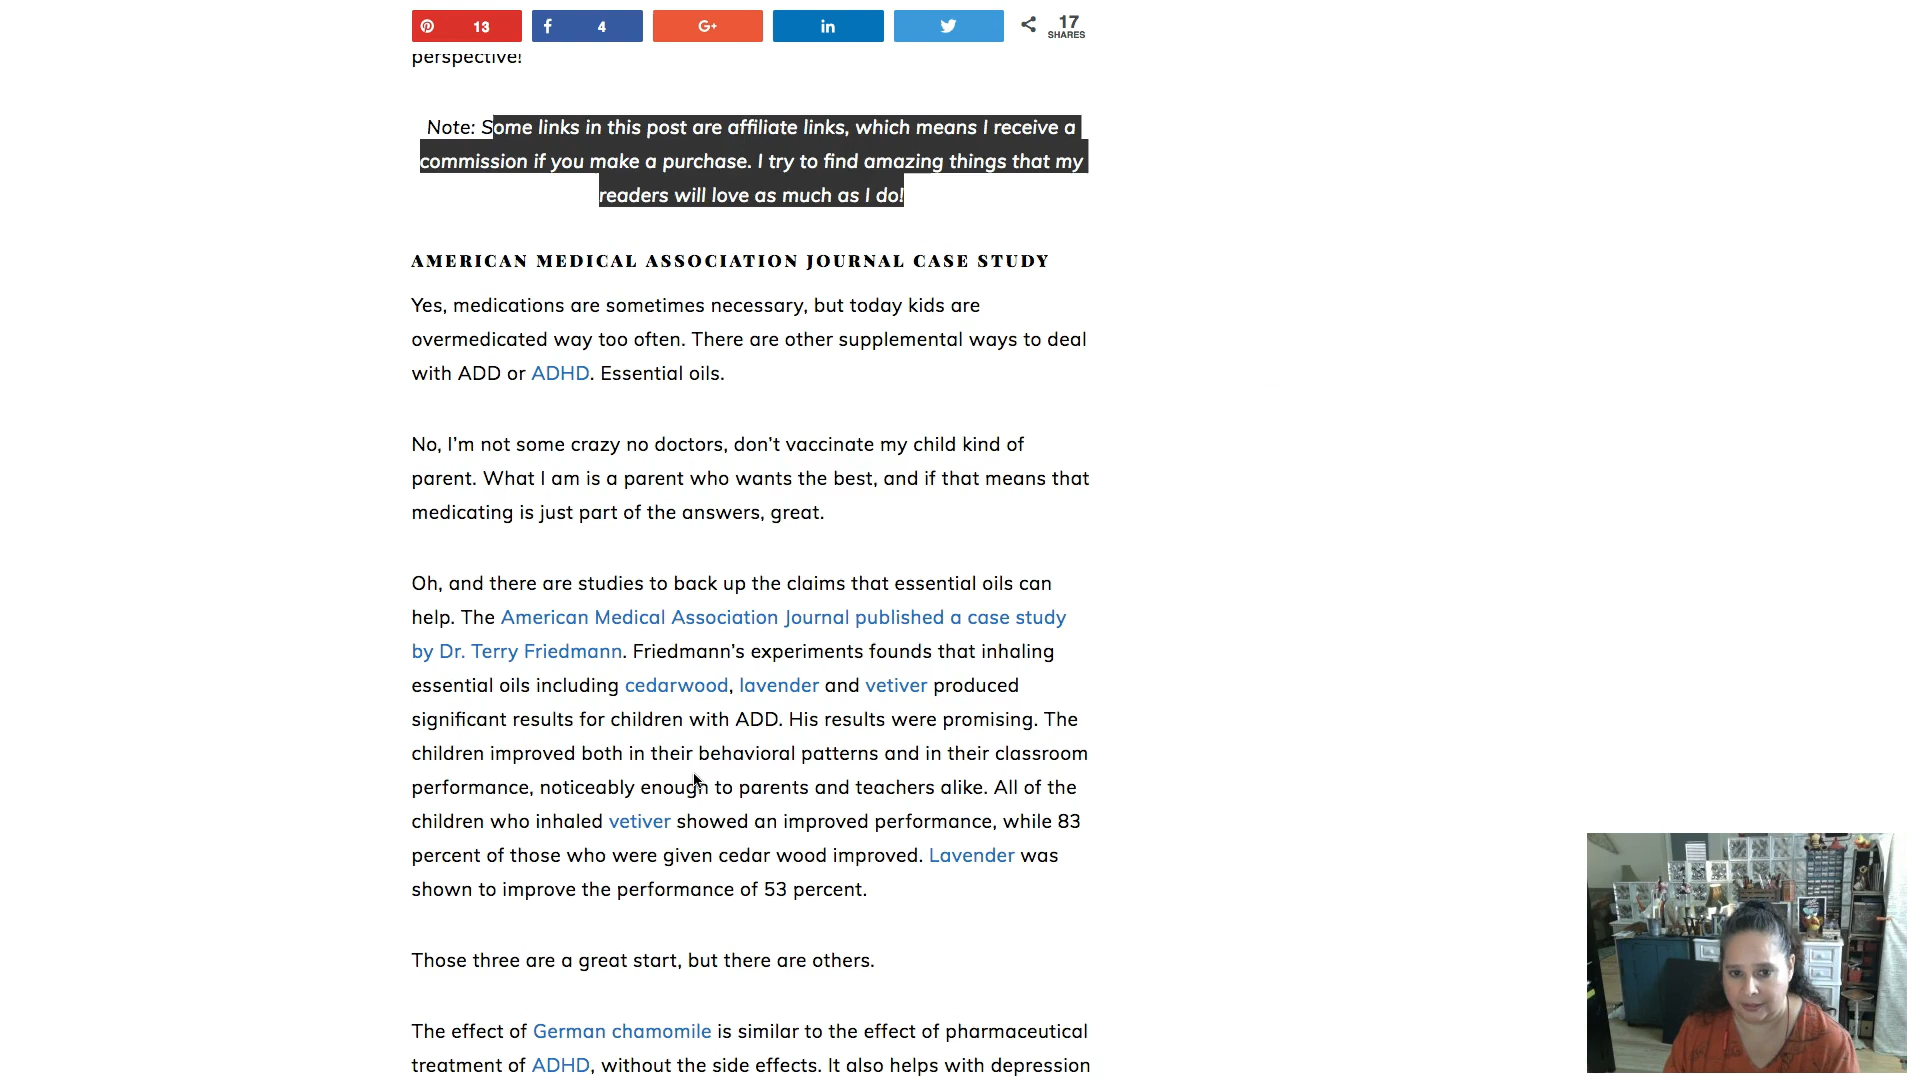 13
4
G+
in
17
SHARES
perspective!
Note: Some links in this post are affiliate links, which means I receive a
commission if you make a purchase. I try to find amazing things that my
readers will love as much as I do!
AMERICAN MEDICAL ASSOCIATION JOURNAL CASE STUDY
Yes, medications are sometimes necessary, but today kids are
overmedicated way too often. There are other supplemental ways to deal
with ADD or ADHD. Essential oils.
No, I'm not some crazy no doctors, don't vaccinate my child kind of
parent. What I am is a parent who wants the best, and if that means that
medicating is just part of the answers, great.
Oh, and there are studies to back up the claims that essential oils can
help. The American Medical Association Journal published a case study
by Dr. Terry Friedmann. Friedmann's experiments founds that inhaling
essential oils including cedarwood, lavender and vetiver produced
significant results for children with ADD. His results were promising. The
children improved both in their behavioral patterns and in their classroom
performance, noticeably enough to parents and teachers alike. All of the
children who inhaled vetiver showed an improved performance, while 83
percent of those who were given cedar wood improved. Lavender was
shown to improve the performance of 53 percent.
Those three are a great start, but there are others.
The effect of German chamomile is similar to the effect of pharmaceutical
treatment of ADHD, without the side effects. It also helps with depression